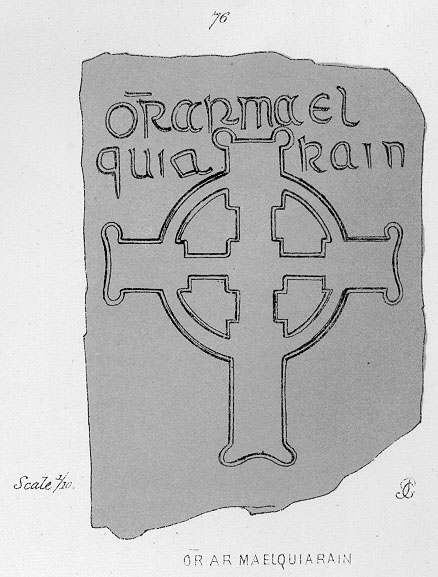 76
ŌR AR MAEL
QUIA RAIN
Scale 1/10.
ŌR AR MAELQUIARAIN